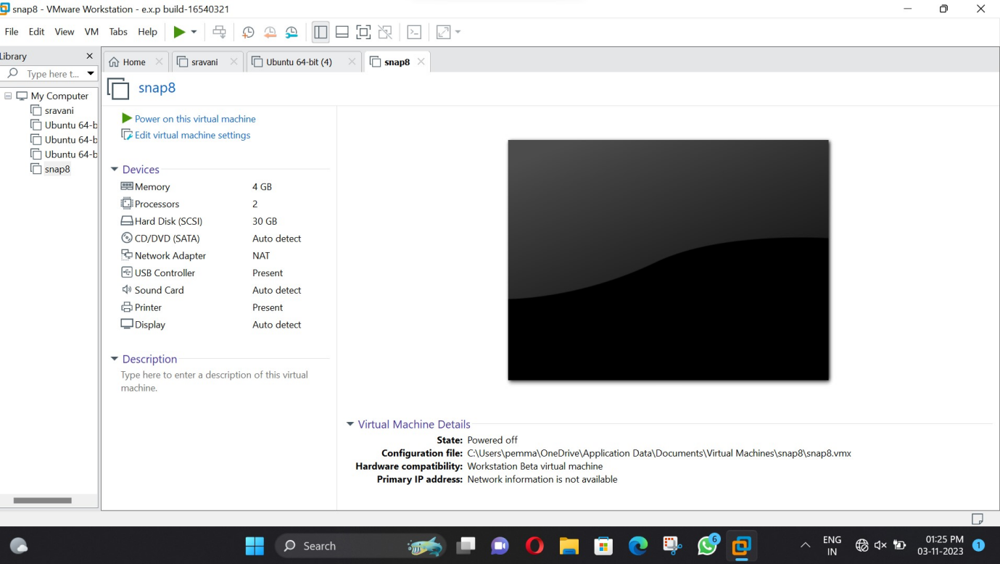 snap8 - VMware Workstation - e.x.p build-16540321
File Edit View VM Tabs Help
Library
Type here t...
My Computer
sravani
Ubuntu 64-b
Ubuntu 64-b
Ubuntu 64-b
snap8
Home sravani Ubuntu 64-bit (4) snap8
snap8
Power on this virtual machine
Edit virtual machine settings
Devices
Memory 4 GB
Processors 2
Hard Disk (SCSI) 30 GB
CD/DVD (SATA) Auto detect
Network Adapter NAT
USB Controller Present
Sound Card Auto detect
Printer Present
Display Auto detect
Description
Type here to enter a description of this virtual
machine.
Virtual Machine Details
State: Powered off
Configuration file: C:\Users\pemma\OneDrive\Application Data\Documents\Virtual Machines\snap8\snap8.vmx
Hardware compatibility: Workstation Beta virtual machine
Primary IP address: Network information is not available
Search
6
ENG
IN
01:25 PM
03-11-2023
1